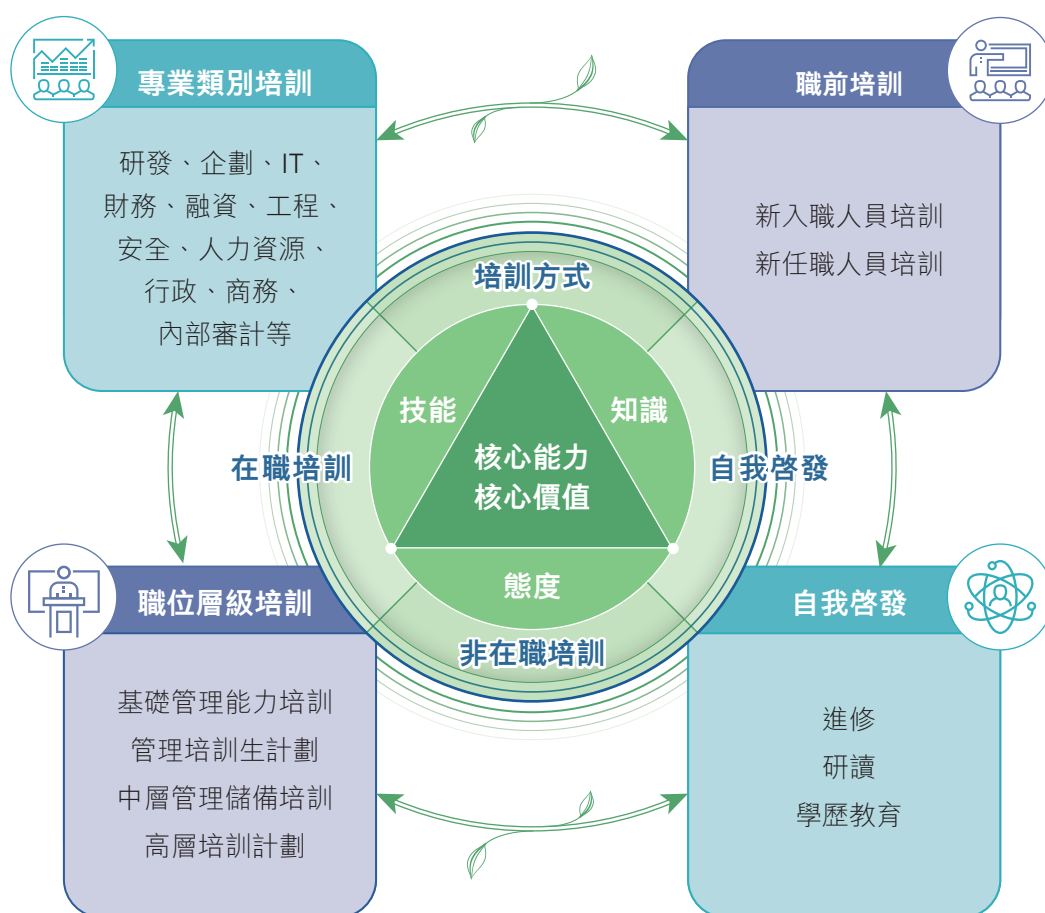 專業類別培訓
研發、企劃、IT、
財務、融資、工程、
安全、人力資源、
行政、商務、
內部審計等
職前培訓
新入職人員培訓
新任職人員培訓
培訓方式
技能
知識
核心能力
核心價值
態度
在職培訓
自我啓發
非在職培訓
職位層級培訓
基礎管理能力培訓
管理培訓生計劃
中層管理儲備培訓
高層培訓計劃
自我啓發
進修
研讀
學歷教育